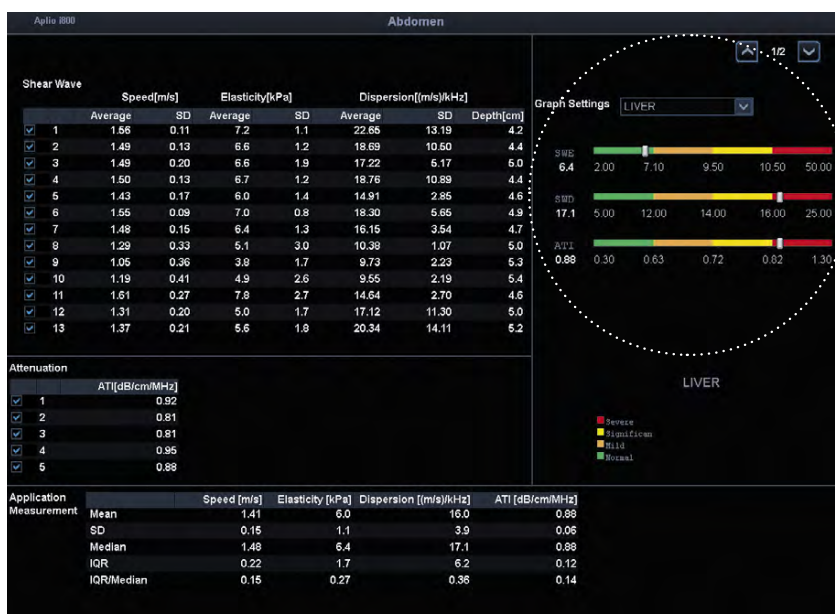 Aplio i800 Abdomen
1/2
Shear Wave
Speed[m/s] Elasticity[kPa] Dispersion[(m/s)/kHz]
Average SD Average SD Average SD Depth[cm]
1 1.56 0.11 7.2 1.1 22.65 13.19 4.2
2 1.49 0.13 6.6 1.2 18.69 10.50 4.4
3 1.49 0.20 6.6 1.9 17.22 5.17 5.0
4 1.50 0.13 6.7 1.2 18.76 10.89 4.4
5 1.43 0.17 6.0 1.4 14.91 2.85 4.6
6 1.55 0.09 7.0 0.8 18.30 5.65 4.9
7 1.48 0.15 6.4 1.3 16.15 3.54 4.7
8 1.29 0.33 5.1 3.0 10.38 1.07 5.0
9 1.05 0.36 3.8 1.7 9.73 2.23 5.3
10 1.19 0.41 4.9 2.6 9.55 2.19 5.4
11 1.61 0.27 7.8 2.7 14.64 2.70 4.6
12 1.31 0.20 5.0 1.7 17.12 11.30 5.0
13 1.37 0.21 5.6 1.8 20.34 14.11 5.2
Graph Settings LIVER
SWE
6.4 2.00 7.10 9.50 10.50 50.00
SWD
17.1 5.00 12.00 14.00 16.00 25.00
ATI
0.88 0.30 0.63 0.72 0.82 1.30
LIVER
Severe
Significan
Mild
Normal
Attenuation
ATI[dB/cm/MHz]
1 0.92
2 0.81
3 0.81
4 0.95
5 0.88
Application
Measurement
Speed [m/s] Elasticity [kPa] Dispersion [(m/s)/kHz] ATI [dB/cm/MHz]
Mean 1.41 6.0 16.0 0.88
SD 0.15 1.1 3.9 0.06
Median 1.48 6.4 17.1 0.88
IQR 0.22 1.7 6.2 0.12
IQR/Median 0.15 0.27 0.36 0.14